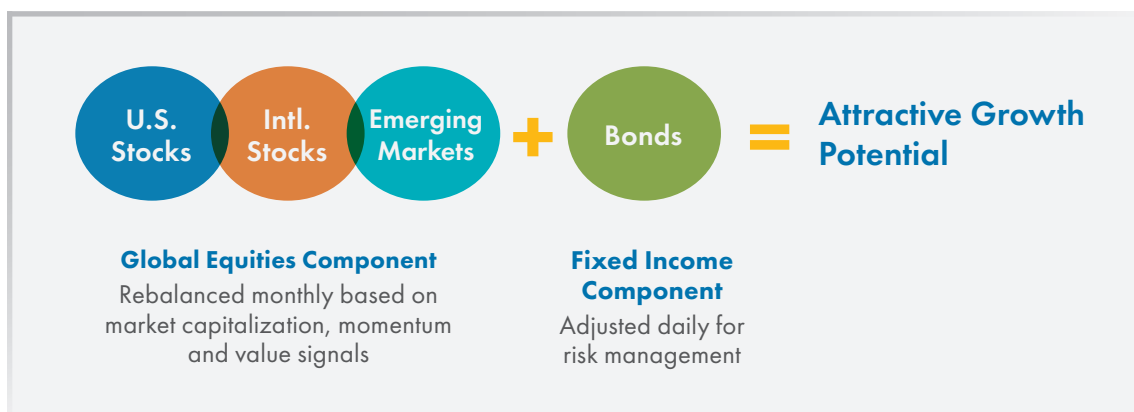 U.S.
Stocks
Intl.
Stocks
Emerging
Markets
+
Bonds
=
Attractive Growth
Potential
Global Equities Component
Rebalanced monthly based on
market capitalization, momentum
and value signals
Fixed Income
Component
Adjusted daily for
risk management